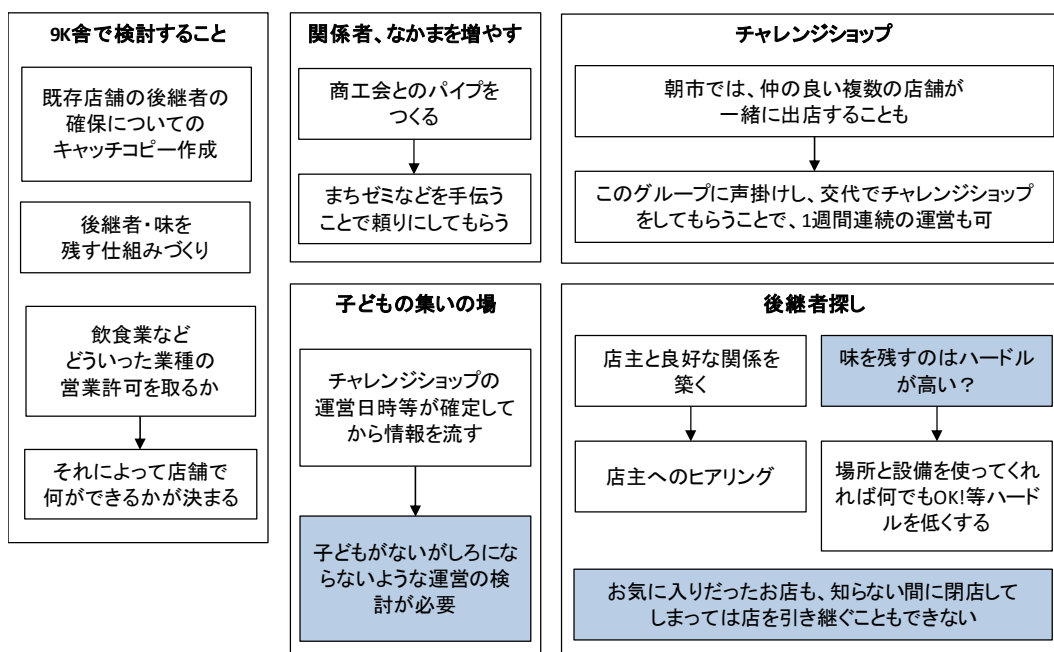 9K舎で検討すること
既存店舗の後継者の
確保についての
キャッチコピー作成
後継者・味を
残す仕組みづくり
飲食業など
どういった業種の
営業許可を取るか
それによって店舗で
何ができるかが決まる
関係者、なかまを増やす
商工会とのパイプを
つくる
まちゼミなどを手伝う
ことで頼りにしてもらう
チャレンジショップ
朝市では、仲の良い複数の店舗が
一緒に出店することも
このグループに声掛けし、交代でチャレンジショップ
をしてもらうことで、1週間連続の運営も可
子どもの集いの場
チャレンジショップの
運営日時等が確定して
から情報を流す
子どもがないがしろにな
らないような運営の検
討が必要
後継者探し
店主と良好な関係を
築く
店主へのヒアリング
味を残すのはハードル
が高い？
場所と設備を使ってくれ
れば何でもOK!等ハード
ルを低くする
お気に入りだったお店も、知らない間に閉店して
しまっては店を引き継ぐこともできない